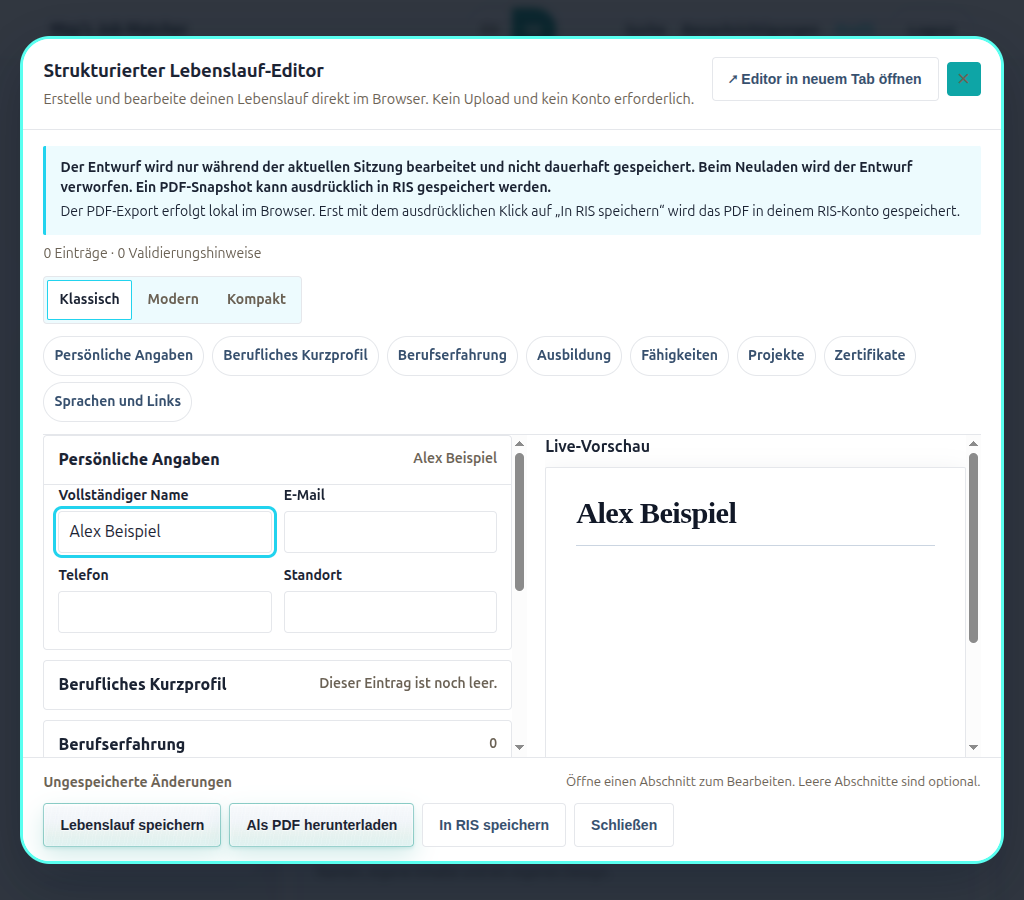 Strukturierter Lebenslauf-Editor
Erstelle und bearbeite deinen Lebenslauf direkt im Browser. Kein Upload und kein Konto erforderlich.
↗ Editor in neuem Tab öffnen
×
Der Entwurf wird nur während der aktuellen Sitzung bearbeitet und nicht dauerhaft gespeichert. Beim Neuladen wird der Entwurf
verworfen. Ein PDF-Snapshot kann ausdrücklich in RIS gespeichert werden.
Der PDF-Export erfolgt lokal im Browser. Erst mit dem ausdrücklichen Klick auf „In RIS speichern“ wird das PDF in deinem RIS-Konto gespeichert.
0 Einträge · 0 Validierungshinweise
Klassisch Modern Kompakt
Persönliche Angaben Berufliches Kurzprofil Berufserfahrung Ausbildung Fähigkeiten Projekte Zertifikate
Sprachen und Links
Persönliche Angaben Alex Beispiel
Vollständiger Name E-Mail
Alex Beispiel
Telefon Standort
Berufliches Kurzprofil Dieser Eintrag ist noch leer.
Berufserfahrung 0
Live-Vorschau
Alex Beispiel
Ungespeicherte Änderungen
Öffne einen Abschnitt zum Bearbeiten. Leere Abschnitte sind optional.
Lebenslauf speichern Als PDF herunterladen In RIS speichern Schließen